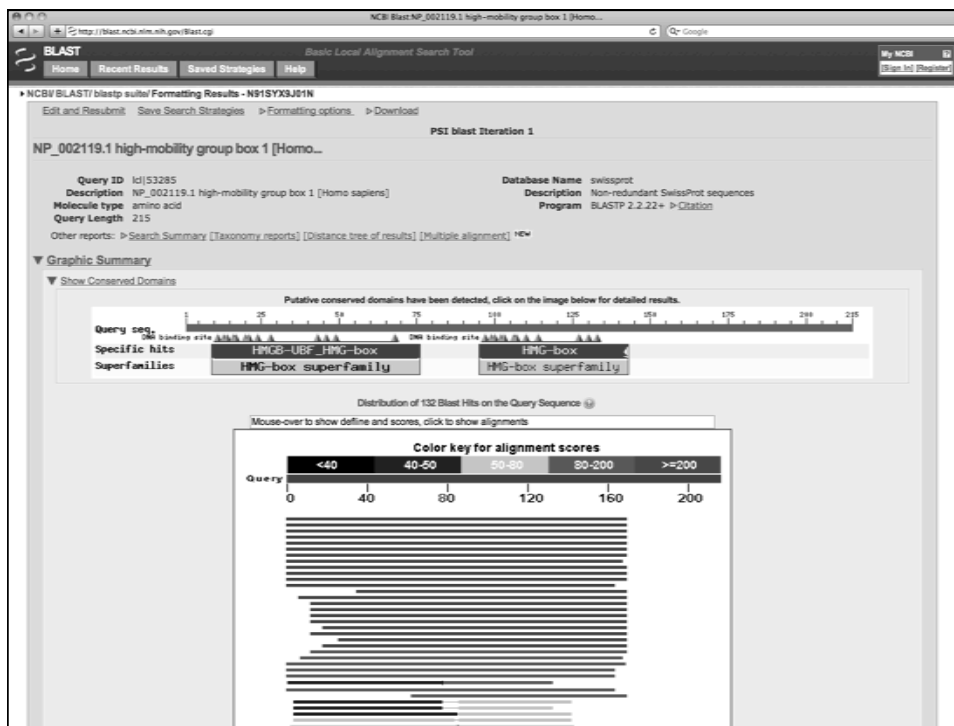 NCBI Blast:NP_002119.1 high-mobility group box 1 [Homo...
http://blast.ncbi.nlm.nih.gov/Blast.cgi
Google
BLAST
Basic Local Alignment Search Tool
My NCBI
Home Recent Results Saved Strategies Help
[Sign In] [Register]
NCBI/ BLAST/ blastp suite/ Formatting Results - N91SYX9J01N
Edit and Resubmit Save Search Strategies Formatting options Download
PSI blast Iteration 1
NP_002119.1 high-mobility group box 1 [Homo...
Query ID lcl|53285
Description NP_002119.1 high-mobility group box 1 [Homo sapiens]
Molecule type amino acid
Query Length 215
Database Name swissprot
Description Non-redundant SwissProt sequences
Program BLASTP 2.2.22+ Citation
Other reports: Search Summary [Taxonomy reports] [Distance tree of results] [Multiple alignment] NEW
Graphic Summary
Show Conserved Domains
Putative conserved domains have been detected, click on the image below for detailed results.
1 25 50 75 100 125 150 175 200 215
Query seq.
DNA binding site DNA binding site
Specific hits HMGB-UBF_HMG-box HMG-box
Superfamilies HMG-box superfamily HMG-box superfamily
Distribution of 132 Blast Hits on the Query Sequence
Mouse-over to show defline and scores, click to show alignments
Color key for alignment scores
<40 40-50 50-80 80-200 >=200
Query
0 40 80 120 160 200